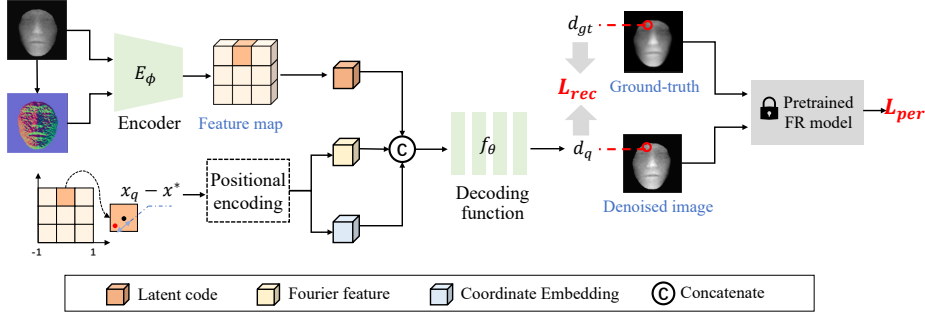 E_ϕ
Encoder
Feature map
x_q − x*
-1
1
Positional
encoding
C
f_θ
Decoding
function
d_gt
L_rec
d_q
Ground-truth
Denoised image
Pretrained
FR model
L_per
Latent code
Fourier feature
C
Coordinate Embedding
Concatenate